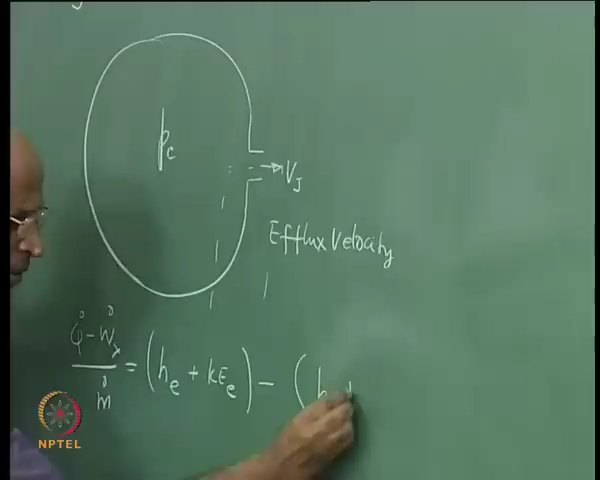 pc
VJ
Efflux Velocity
Q̇ - Ẇx / ṁ = (he + KEe) - (h +
NPTEL